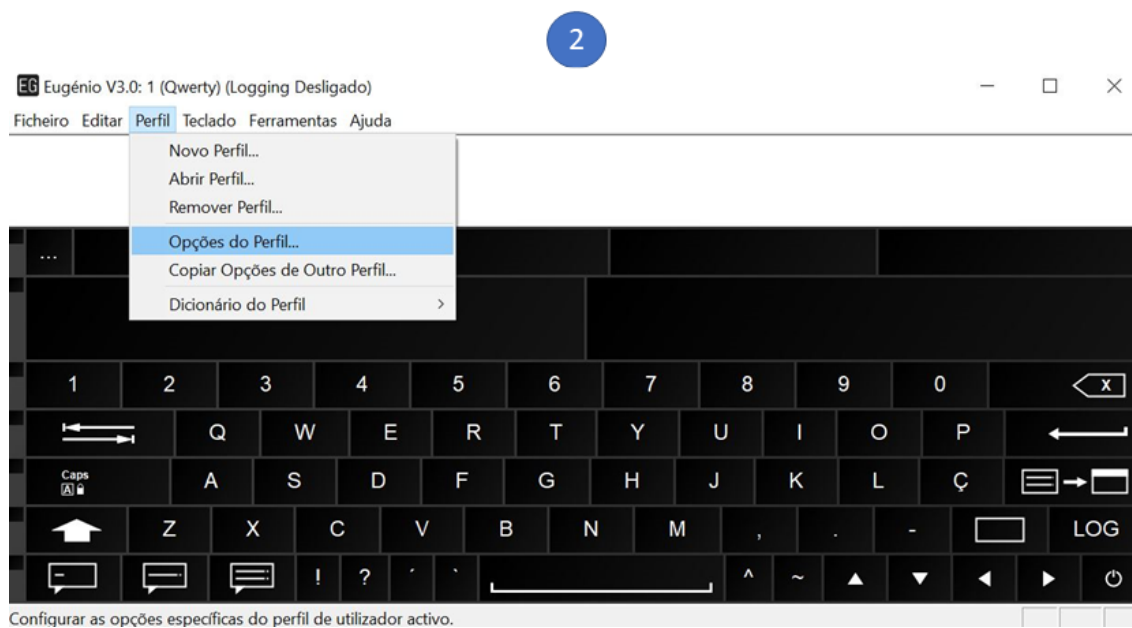 2
EG Eugénio V3.0: 1 (Qwerty) (Logging Desligado)
Ficheiro Editar Perfil Teclado Ferramentas Ajuda
Novo Perfil...
Abrir Perfil...
Remover Perfil...
Opções do Perfil...
Copiar Opções de Outro Perfil...
Dicionário do Perfil
...
1 2 3 4 5 6 7 8 9 0 x
Q W E R T Y U I O P
Caps A A S D F G H J K L Ç
Z X C V B N M , . - LOG
! ? ´ ` ^ ~
Configurar as opções específicas do perfil de utilizador activo.